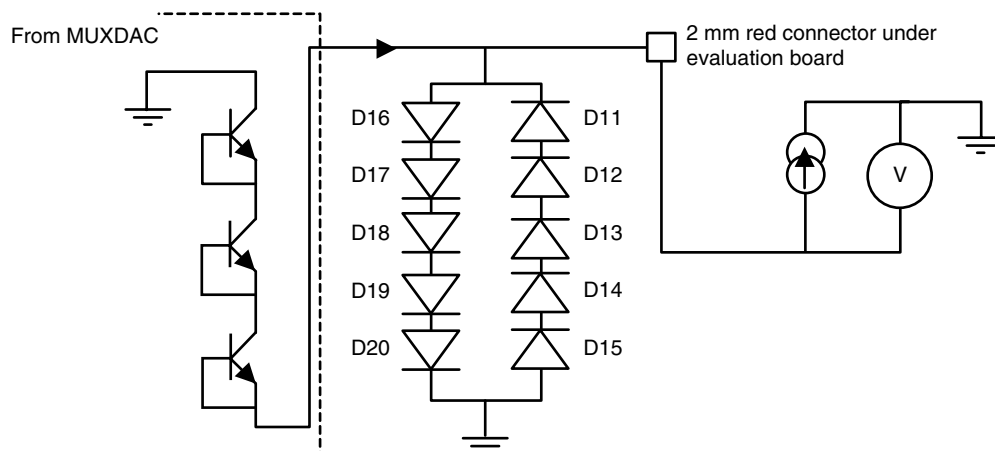 From MUXDAC
2 mm red connector under
evaluation board
D16
D11
D17
D12
V
D18
D13
D19
D14
D20
D15